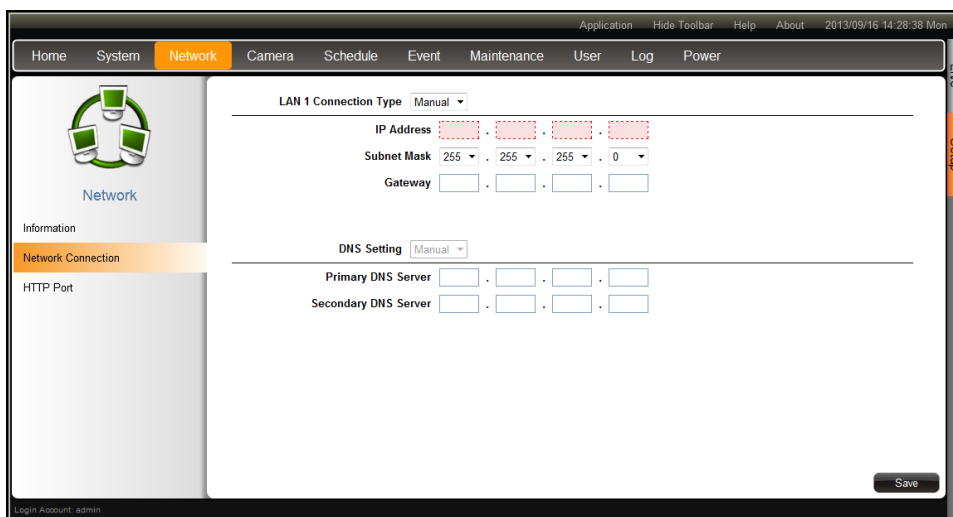 Application Hide Toolbar Help About 2013/09/16 14:28:38 Mon
Home System Network Camera Schedule Event Maintenance User Log Power
Network
Information
Network Connection
HTTP Port
LAN 1 Connection Type Manual
IP Address . . .
Subnet Mask 255 . 255 . 255 . 0
Gateway . . .
DNS Setting Manual
Primary DNS Server . . .
Secondary DNS Server . . .
Save
Login Account: admin